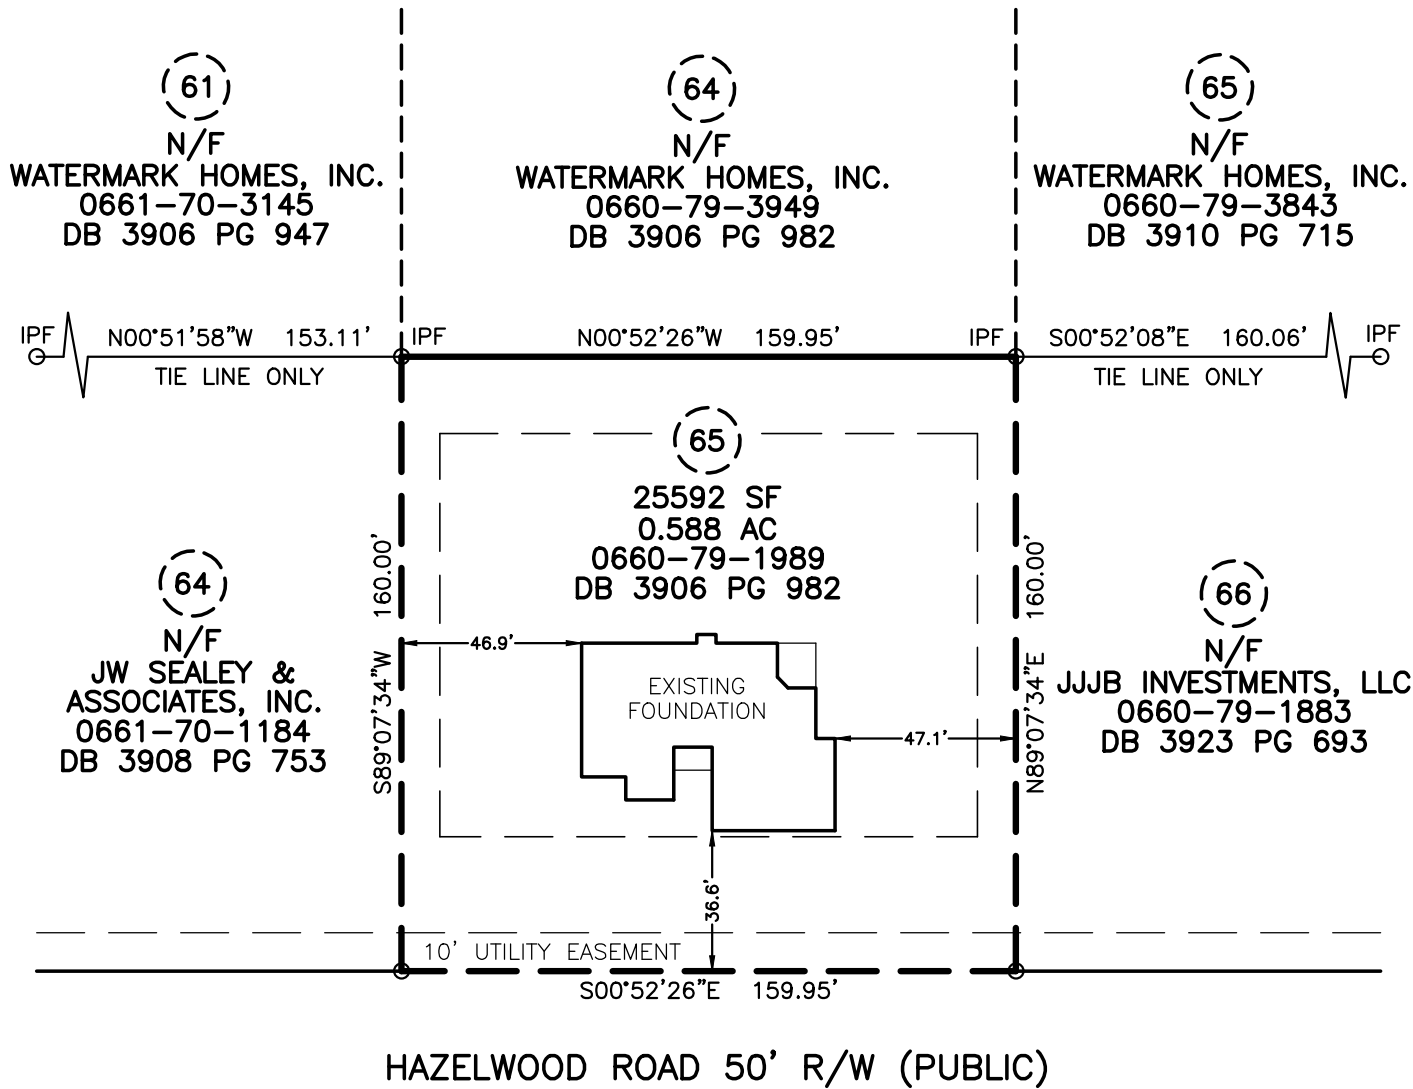 61
N/F
WATERMARK HOMES, INC.
0661-70-3145
DB 3906 PG 947
64
N/F
WATERMARK HOMES, INC.
0660-79-3949
DB 3906 PG 982
65
N/F
WATERMARK HOMES, INC.
0660-79-3843
DB 3910 PG 715
IPF
N00°51'58"W 153.11'
TIE LINE ONLY
IPF
N00°52'26"W 159.95'
IPF
S00°52'08"E 160.06'
TIE LINE ONLY
IPF
65
25592 SF
0.588 AC
0660-79-1989
DB 3906 PG 982
64
N/F
JW SEALEY &
ASSOCIATES, INC.
0661-70-1184
DB 3908 PG 753
S89°07'34"W 160.00'
46.9'
EXISTING
FOUNDATION
47.1'
N89°07'34"E 160.00'
66
N/F
JJJB INVESTMENTS, LLC
0660-79-1883
DB 3923 PG 693
36.6'
10' UTILITY EASEMENT
S00°52'26"E 159.95'
HAZELWOOD ROAD 50' R/W (PUBLIC)